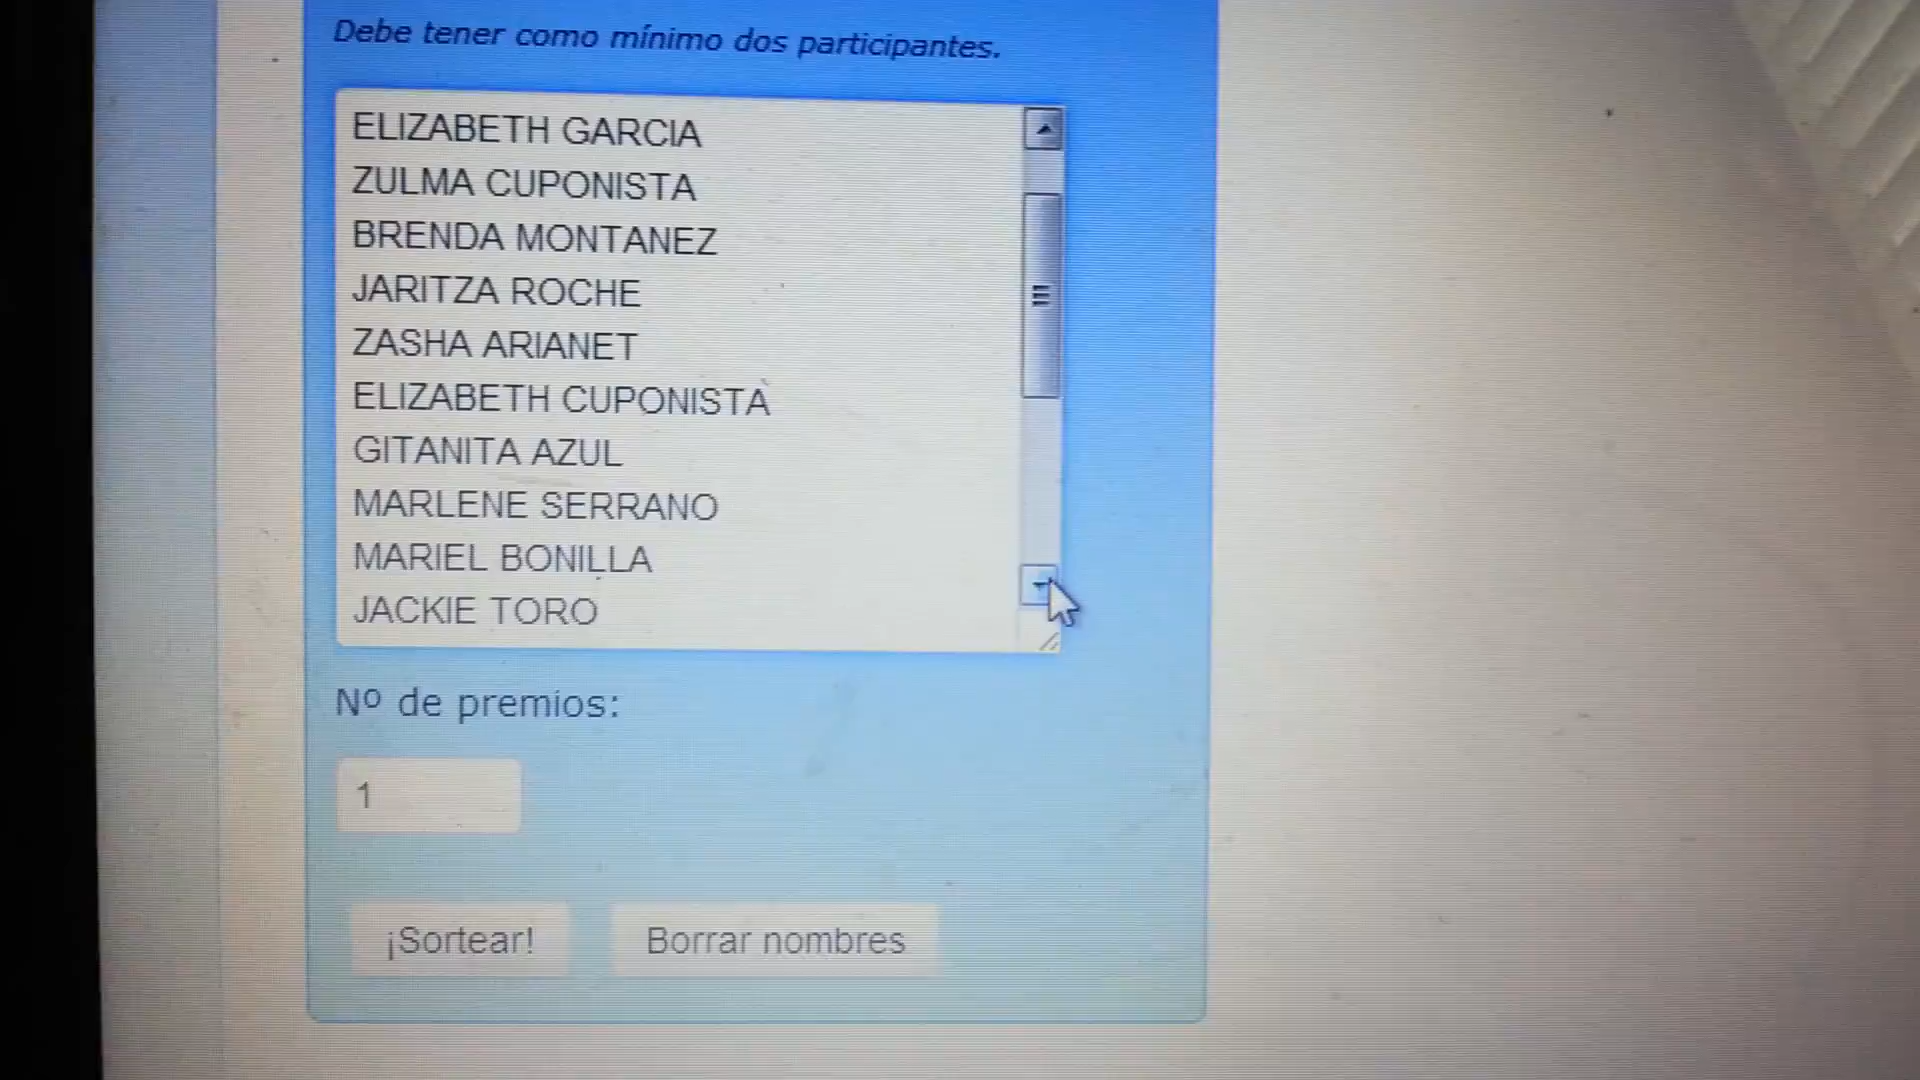 Debe tener como mínimo dos participantes.
ELIZABETH GARCIA
ZULMA CUPONISTA
BRENDA MONTANEZ
JARITZA ROCHE
ZASHA ARIANET
ELIZABETH CUPONISTA
GITANITA AZUL
MARLENE SERRANO
MARIEL BONILLA
JACKIE TORO
Nº de premios:
1
¡Sortear!
Borrar nombres